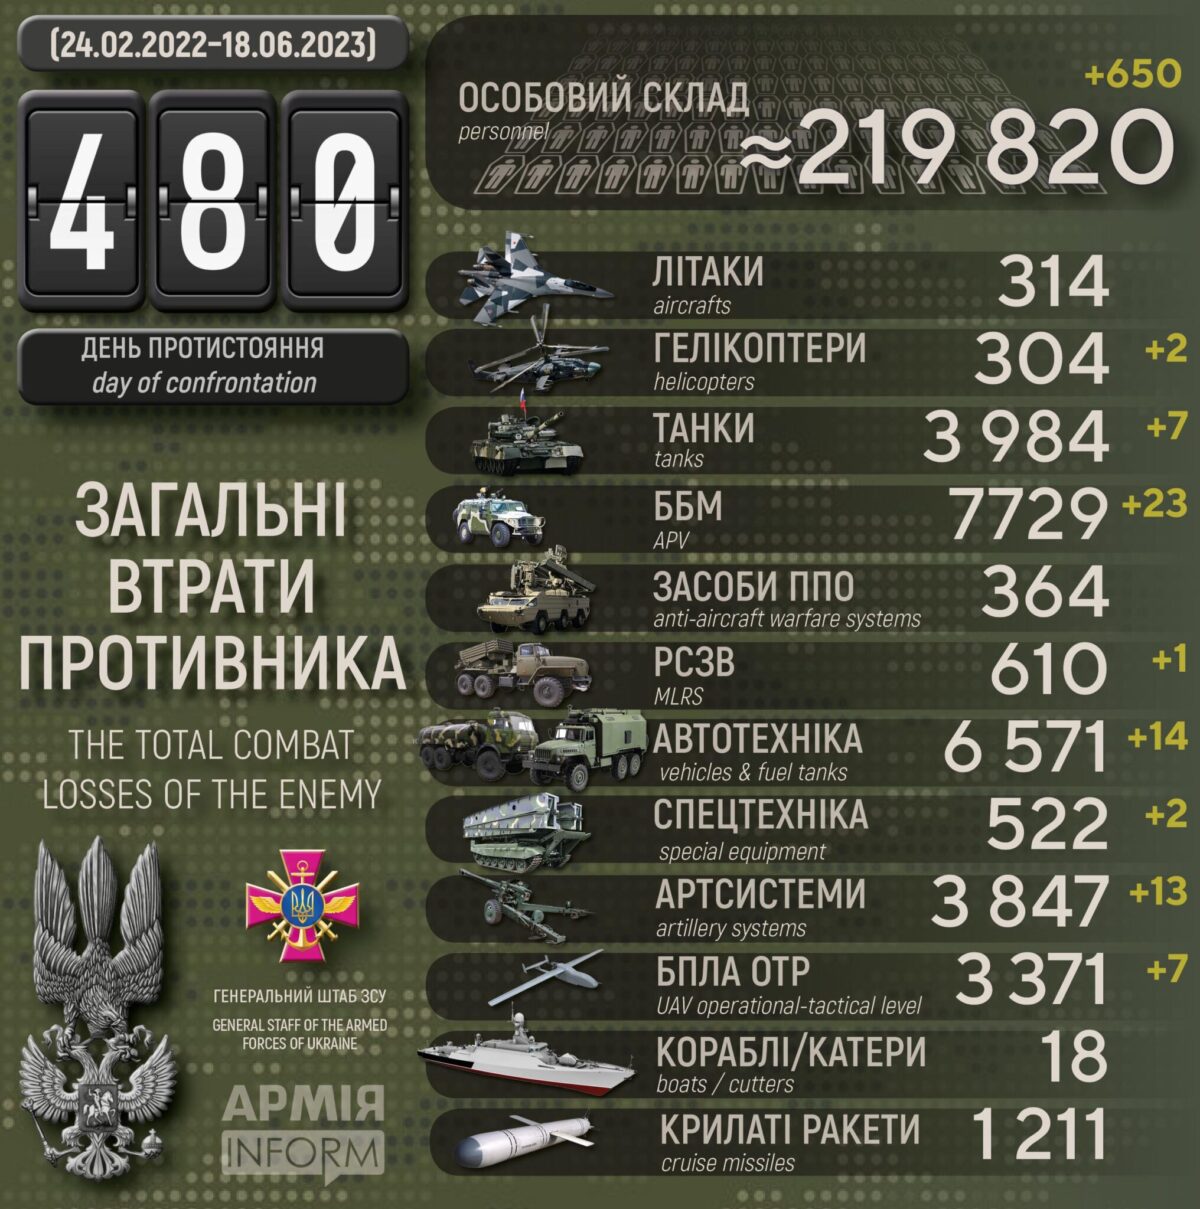 (24.02.2022–18.06.2023)
480
ДЕНЬ ПРОТИСТОЯННЯ
day of confrontation
ЗАГАЛЬНІ
ВТРАТИ
ПРОТИВНИКА
THE TOTAL COMBAT
LOSSES OF THE ENEMY
ГЕНЕРАЛЬНИЙ ШТАБ ЗСУ
GENERAL STAFF OF THE ARMED
FORCES OF UKRAINE
АРМІЯ
INFORM
ОСОБОВИЙ СКЛАД
personnel
+650
≈219 820
ЛІТАКИ
aircrafts
314
ГЕЛІКОПТЕРИ
helicopters
304 +2
ТАНКИ
tanks
3 984 +7
ББМ
APV
7729 +23
ЗАСОБИ ППО
anti-aircraft warfare systems
364
РСЗВ
MLRS
610 +1
АВТОТЕХНІКА
vehicles & fuel tanks
6 571 +14
СПЕЦТЕХНІКА
special equipment
522 +2
АРТСИСТЕМИ
artillery systems
3 847 +13
БПЛА ОТР
UAV operational-tactical level
3 371 +7
КОРАБЛІ/КАТЕРИ
boats / cutters
18
КРИЛАТІ РАКЕТИ
cruise missiles
1 211